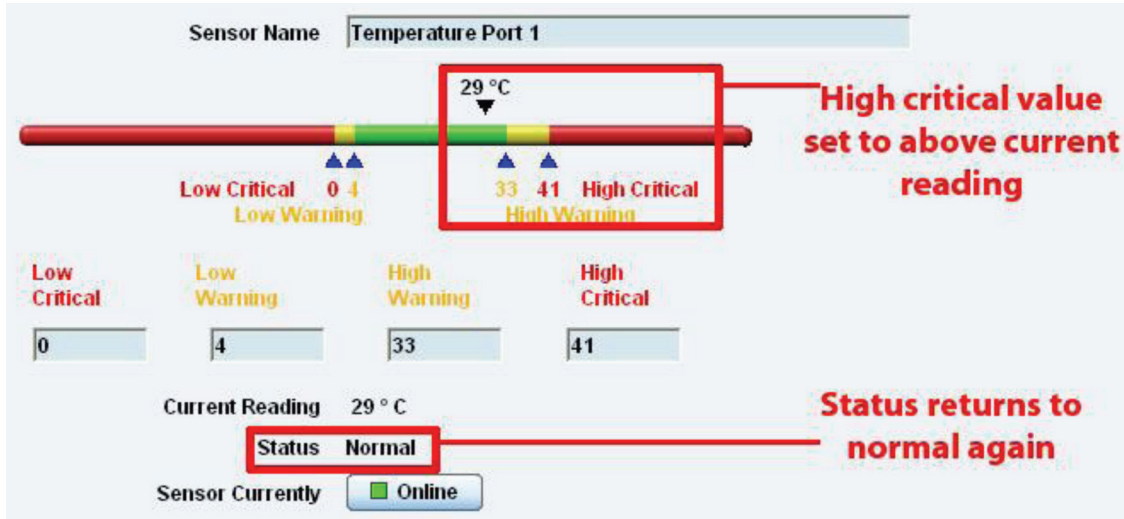 Sensor Name Temperature Port 1
29 °C
High critical value
set to above current
reading
Low Critical 0 4 33 41 High Critical
Low Warning High Warning
Low Critical
Low Warning
High Warning
High Critical
0 4 33 41
Current Reading 29 ° C
Status Normal
Status returns to
normal again
Sensor Currently Online